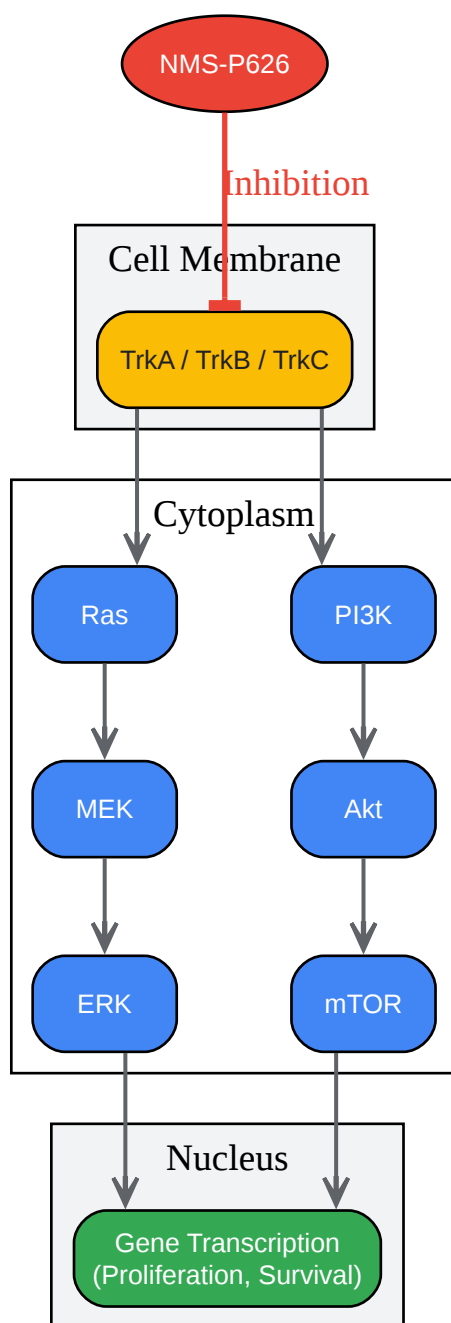 NMS-P626
Inhibition
Cell Membrane
TrkA / TrkB / TrkC
Cytoplasm
Ras
PI3K
MEK
Akt
ERK
mTOR
Nucleus
Gene Transcription
(Proliferation, Survival)